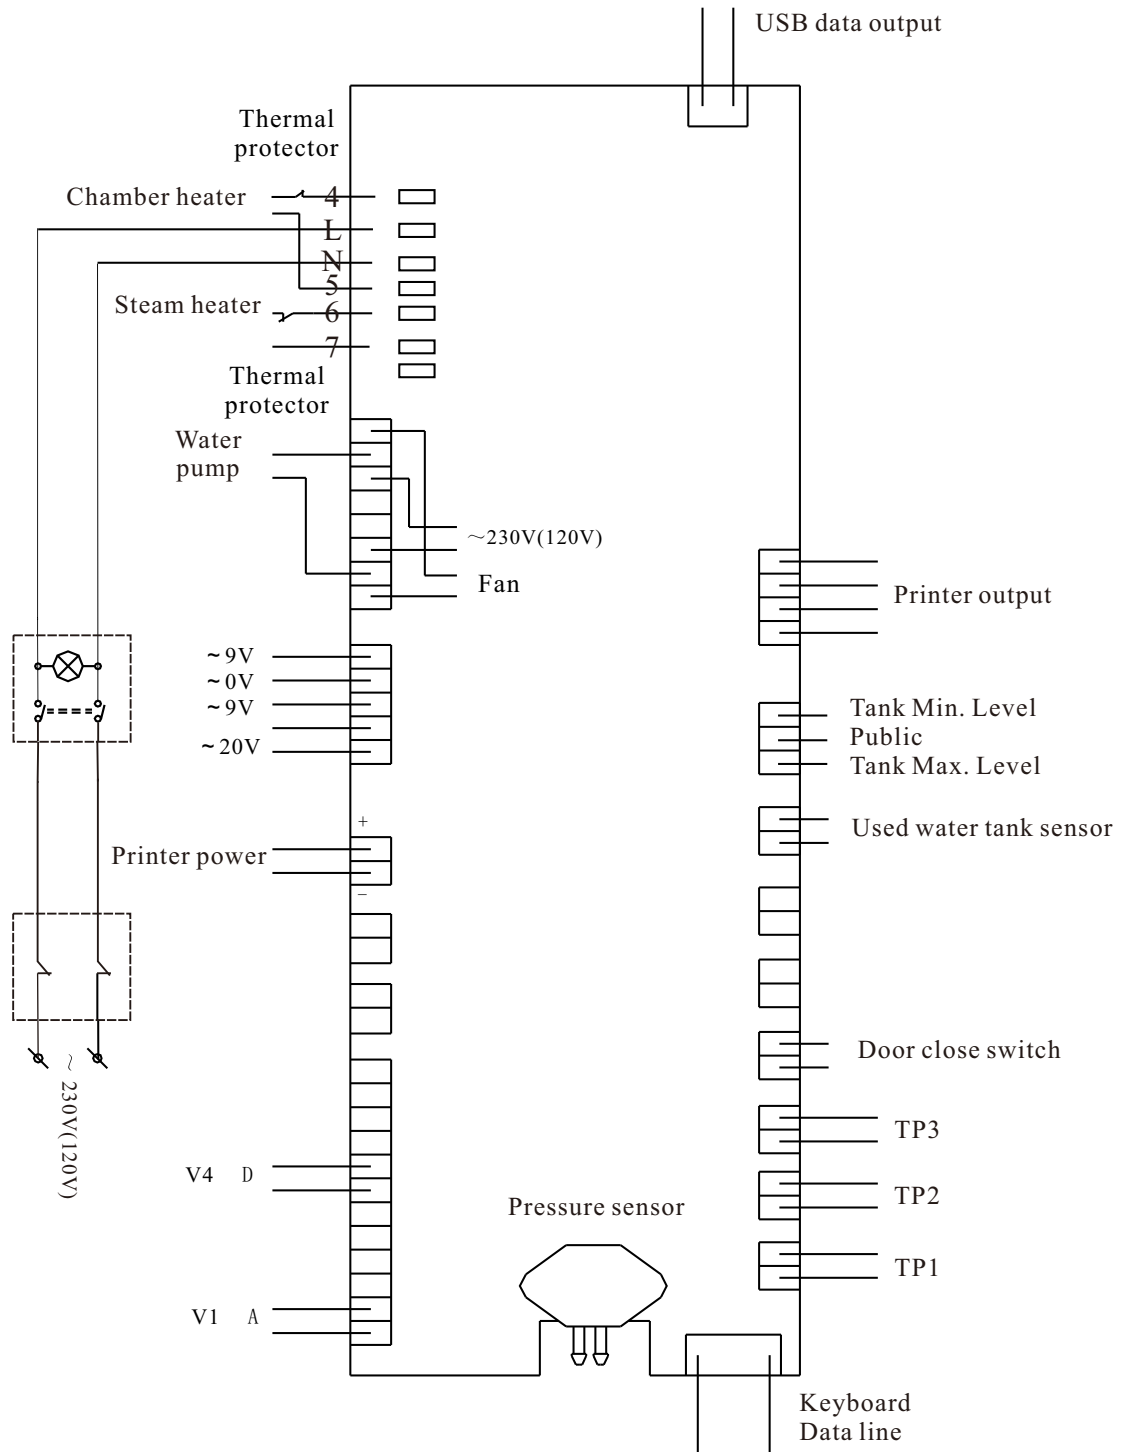 USB data output
Thermal
protector
Chamber heater
4
L
N
5
Steam heater
6
7
Thermal
protector
Water
pump
~230V(120V)
Fan
Printer output
~9V
~0V
~9V
~20V
Tank Min. Level
Public
Tank Max. Level
+
Used water tank sensor
Printer power
−
Door close switch
~230V(120V)
TP3
V4 D
TP2
Pressure sensor
TP1
V1 A
Keyboard
Data line